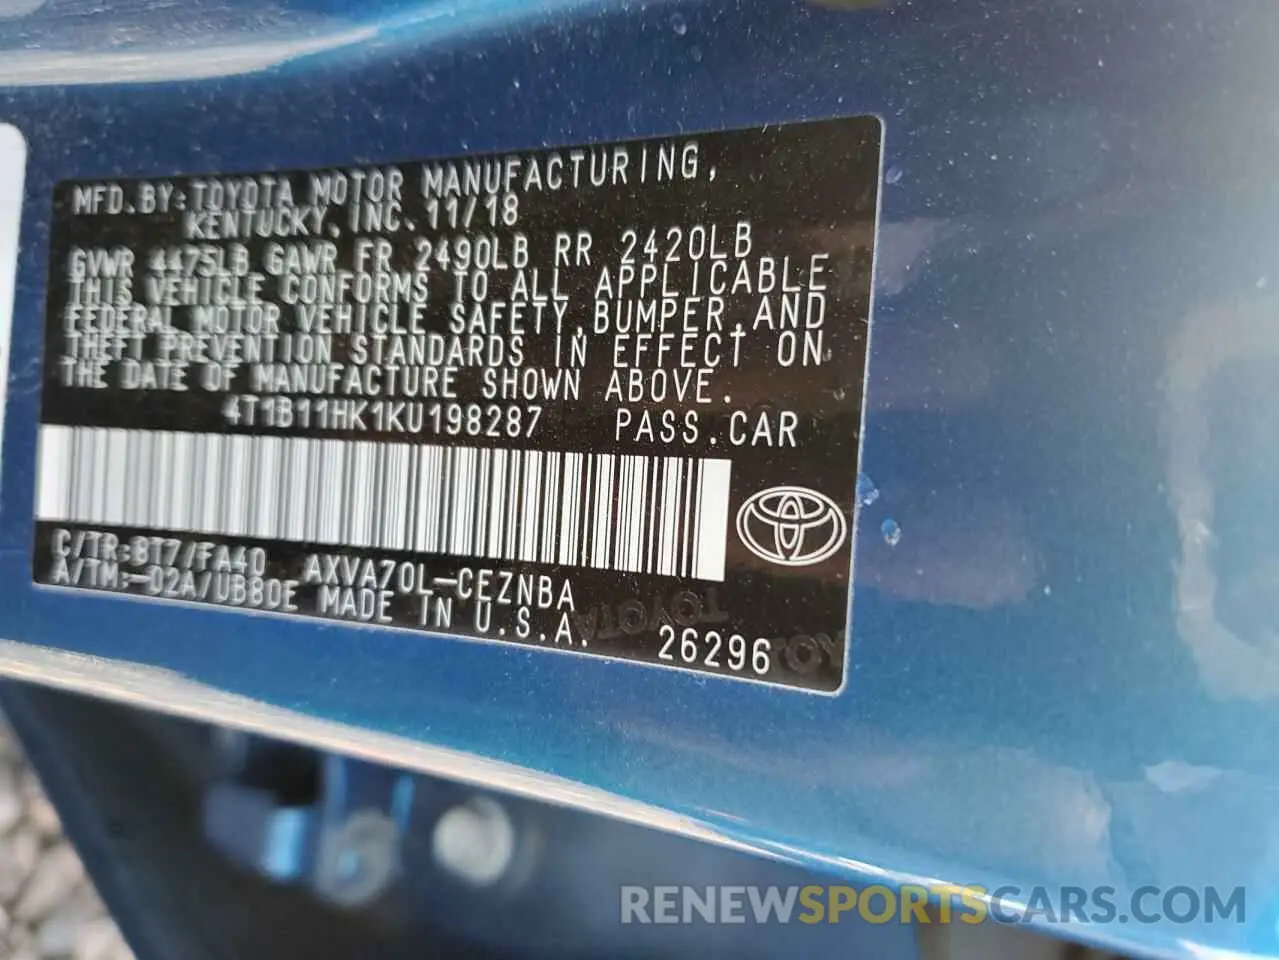 MFD.BY:TOYOTA MOTOR MANUFACTURING,
KENTUCKY, INC. 11/18
GVWR 4475LB GAWR FR 2490LB RR 2420LB
THIS VEHICLE CONFORMS TO ALL APPLICABLE
FEDERAL MOTOR VEHICLE SAFETY,BUMPER,AND
THEFT PREVENTION STANDARDS IN EFFECT ON
THE DATE OF MANUFACTURE SHOWN ABOVE.
4T1B11HK1KU198287 PASS.CAR
C/TR:8T7/FA40 AXVA70L-CEZNBA
A/TM:-02A/UB80E MADE IN U.S.A.
26296
TOYOTA
TOY
RENEWSPORTSCARS.COM